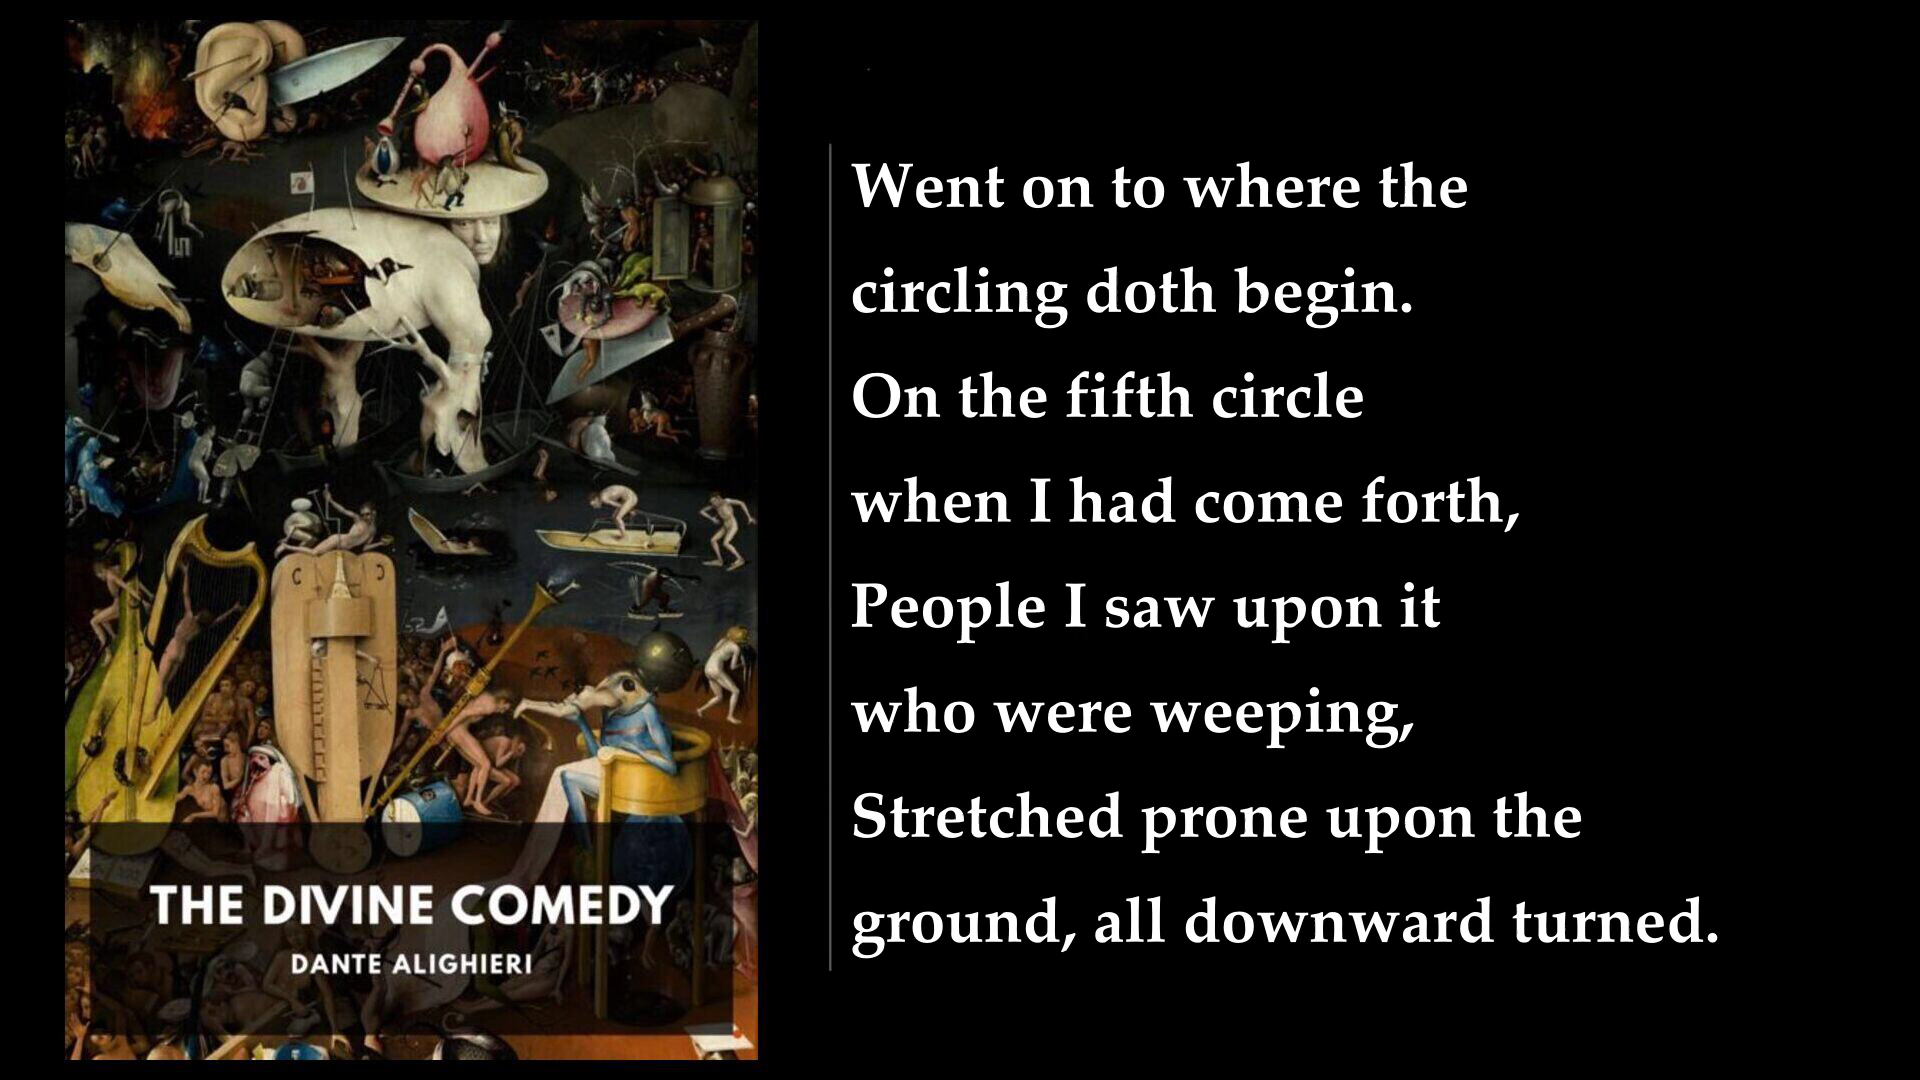 THE DIVINE COMEDY
DANTE ALIGHIERI
Went on to where the
circling doth begin.
On the fifth circle
when I had come forth,
People I saw upon it
who were weeping,
Stretched prone upon the
ground, all downward turned.